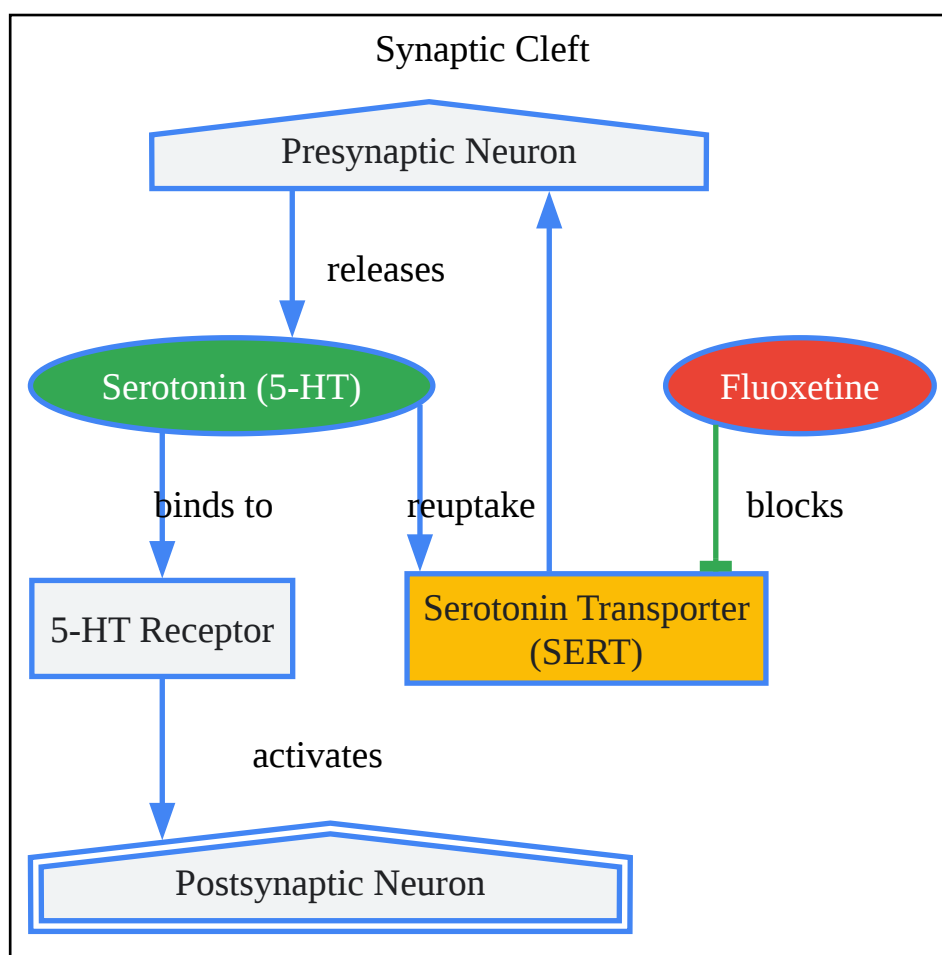 Synaptic Cleft
Presynaptic Neuron
releases
Serotonin (5-HT)
Fluoxetine
binds to
reuptake
blocks
5-HT Receptor
Serotonin Transporter
(SERT)
activates
Postsynaptic Neuron